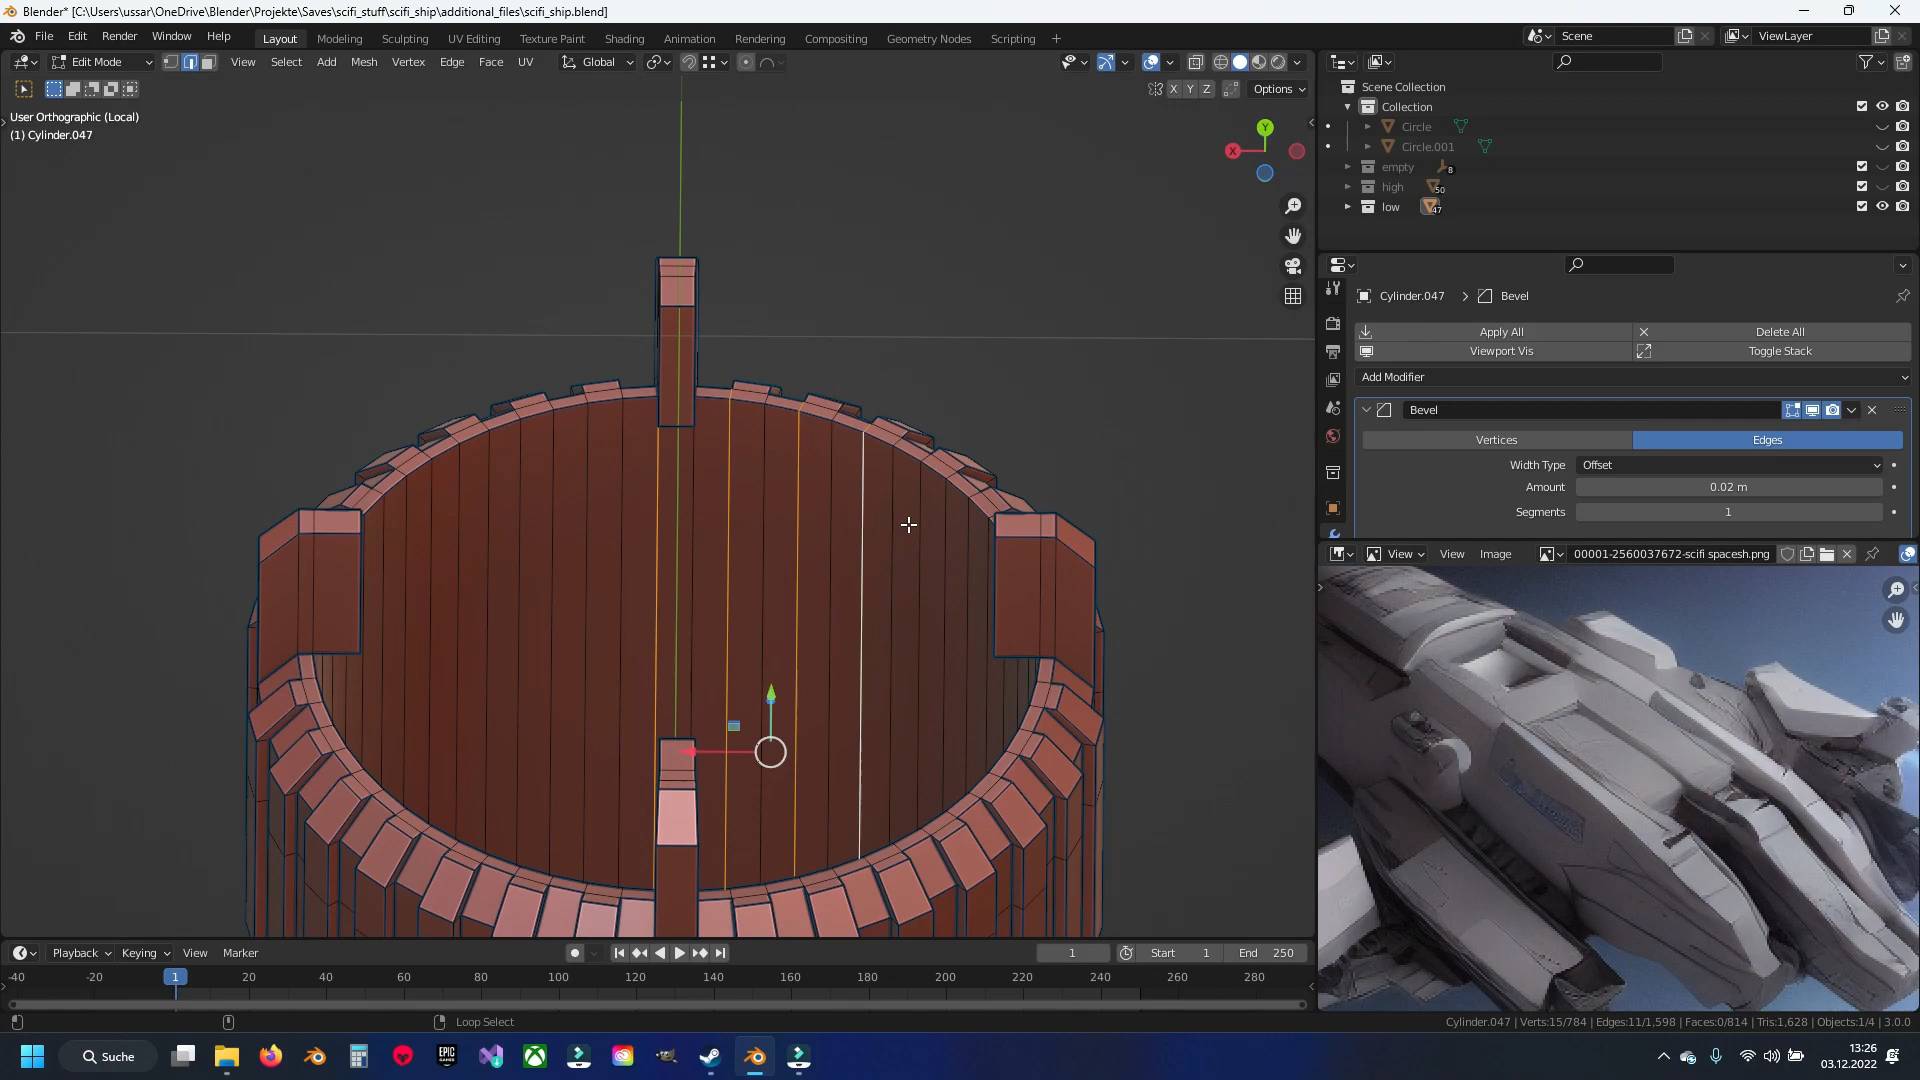 Blender* [C:\Users\ussar\OneDrive\Blender\Projekte\Saves\scifi_stuff\scifi_ship\additional_files\scifi_ship.blend]
File Edit Render Window Help Layout Modeling Sculpting UV Editing Texture Paint Shading Animation Rendering Compositing Geometry Nodes Scripting + Scene ViewLayer
Edit Mode View Select Add Mesh Vertex Edge Face UV Global
X Y Z Options
User Orthographic (Local)
(1) Cylinder.047
Y
X
Scene Collection
Collection
Circle
Circle.001
empty 8
high 50
low 47
Cylinder.047 > Bevel
Apply All Delete All
Viewport Vis Toggle Stack
Add Modifier
Bevel
Vertices Edges
Width Type Offset
Amount 0.02 m
Segments 1
View View Image 00001-2560037672-scifi spacesh.png
Playback Keying View Marker 1 Start 1 End 250
-40 -20 1 20 40 60 80 100 120 140 160 180 200 220 240 260 280
Loop Select
Cylinder.047 | Verts:15/784 | Edges:11/1,598 | Faces:0/814 | Tris:1,628 | Objects:1/4 | 3.0.0
Suche
EPIC GAMES
13:26
03.12.2022